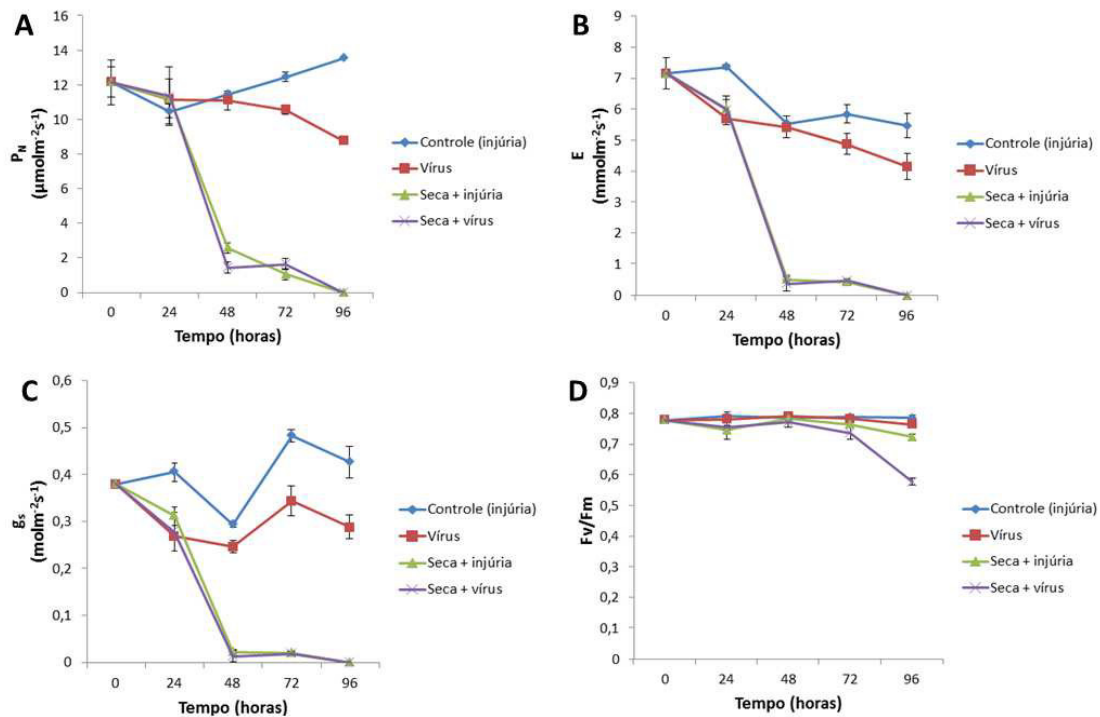 A
16
14
12
10
8
6
4
2
0
P_N
(µmolm⁻²s⁻¹)
0 24 48 72 96
Tempo (horas)
Controle (injúria)
Vírus
Seca + injúria
Seca + vírus
B
9
8
7
6
5
4
3
2
1
0
E
(mmolm⁻²s⁻¹)
0 24 48 72 96
Tempo (horas)
Controle (injúria)
Vírus
Seca + injúria
Seca + vírus
C
0,6
0,5
0,4
0,3
0,2
0,1
0
g_s
(molm⁻²s⁻¹)
0 24 48 72 96
Tempo (horas)
Controle (injúria)
Vírus
Seca + injúria
Seca + vírus
D
0,9
0,8
0,7
0,6
0,5
0,4
0,3
0,2
0,1
0
Fv/Fm
0 24 48 72 96
Tempo (horas)
Controle (injúria)
Vírus
Seca + injúria
Seca + vírus